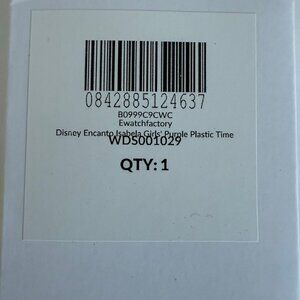 0842885124637
B0999C9CWC
Ewatchfactory
Disney Encanto Isabela Girls' Purple Plastic Time
WDS001029
QTY: 1